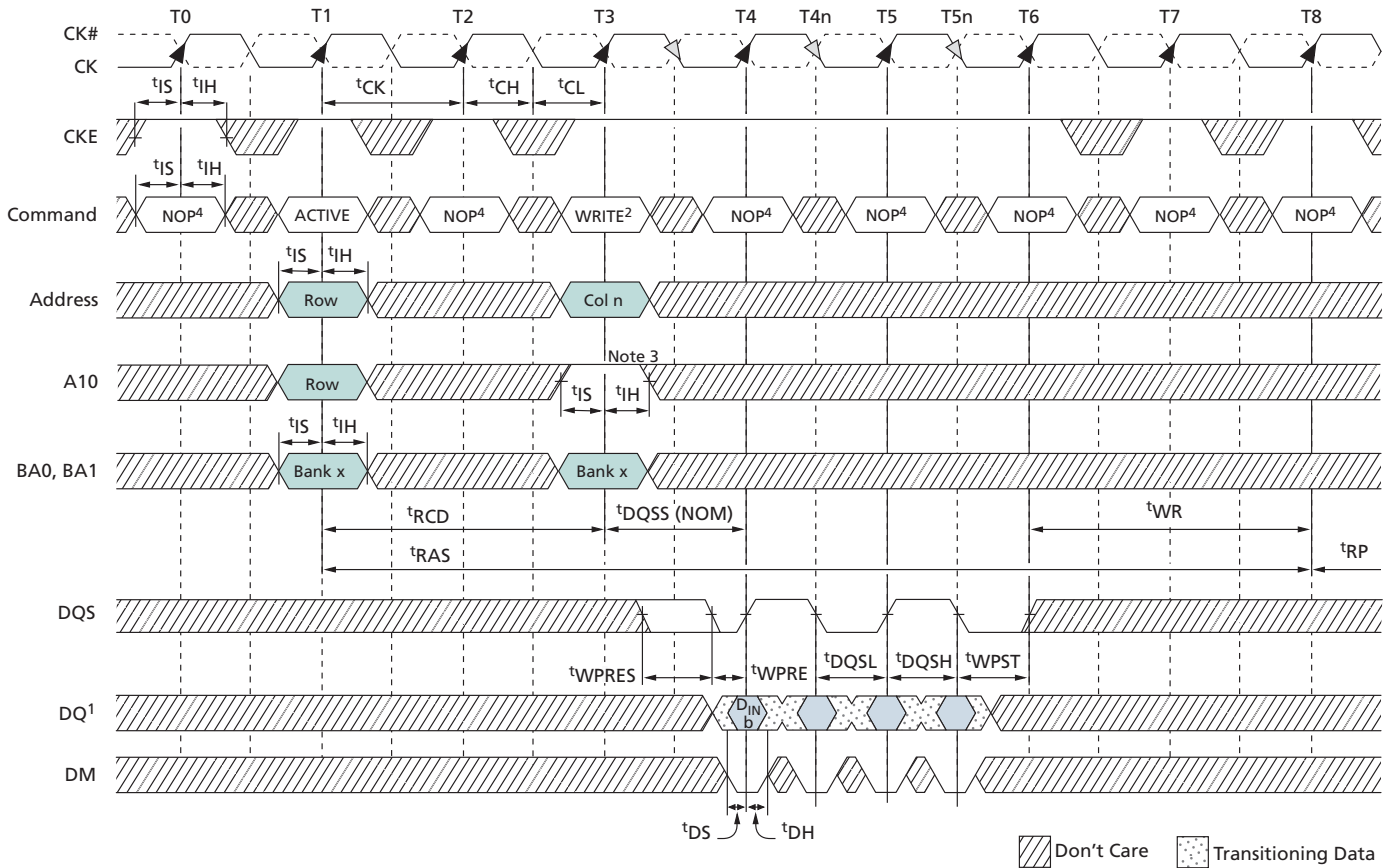 T0 T1 T2 T3 T4 T4n T5 T5n T6 T7 T8
CK#
CK
tIS tIH tCK tCH tCL
CKE
tIS tIH
Command NOP4 ACTIVE NOP4 WRITE2 NOP4 NOP4 NOP4 NOP4 NOP4
tIS tIH
Address Row Col n
Note 3
A10 Row
tIS tIH
tIS tIH
BA0, BA1 Bank x Bank x
tRCD tDQSS (NOM) tWR
tRAS tRP
DQS
tWPRES tWPRE tDQSL tDQSH tWPST
DQ1 DIN
b
DM
tDS tDH
Don't Care Transitioning Data